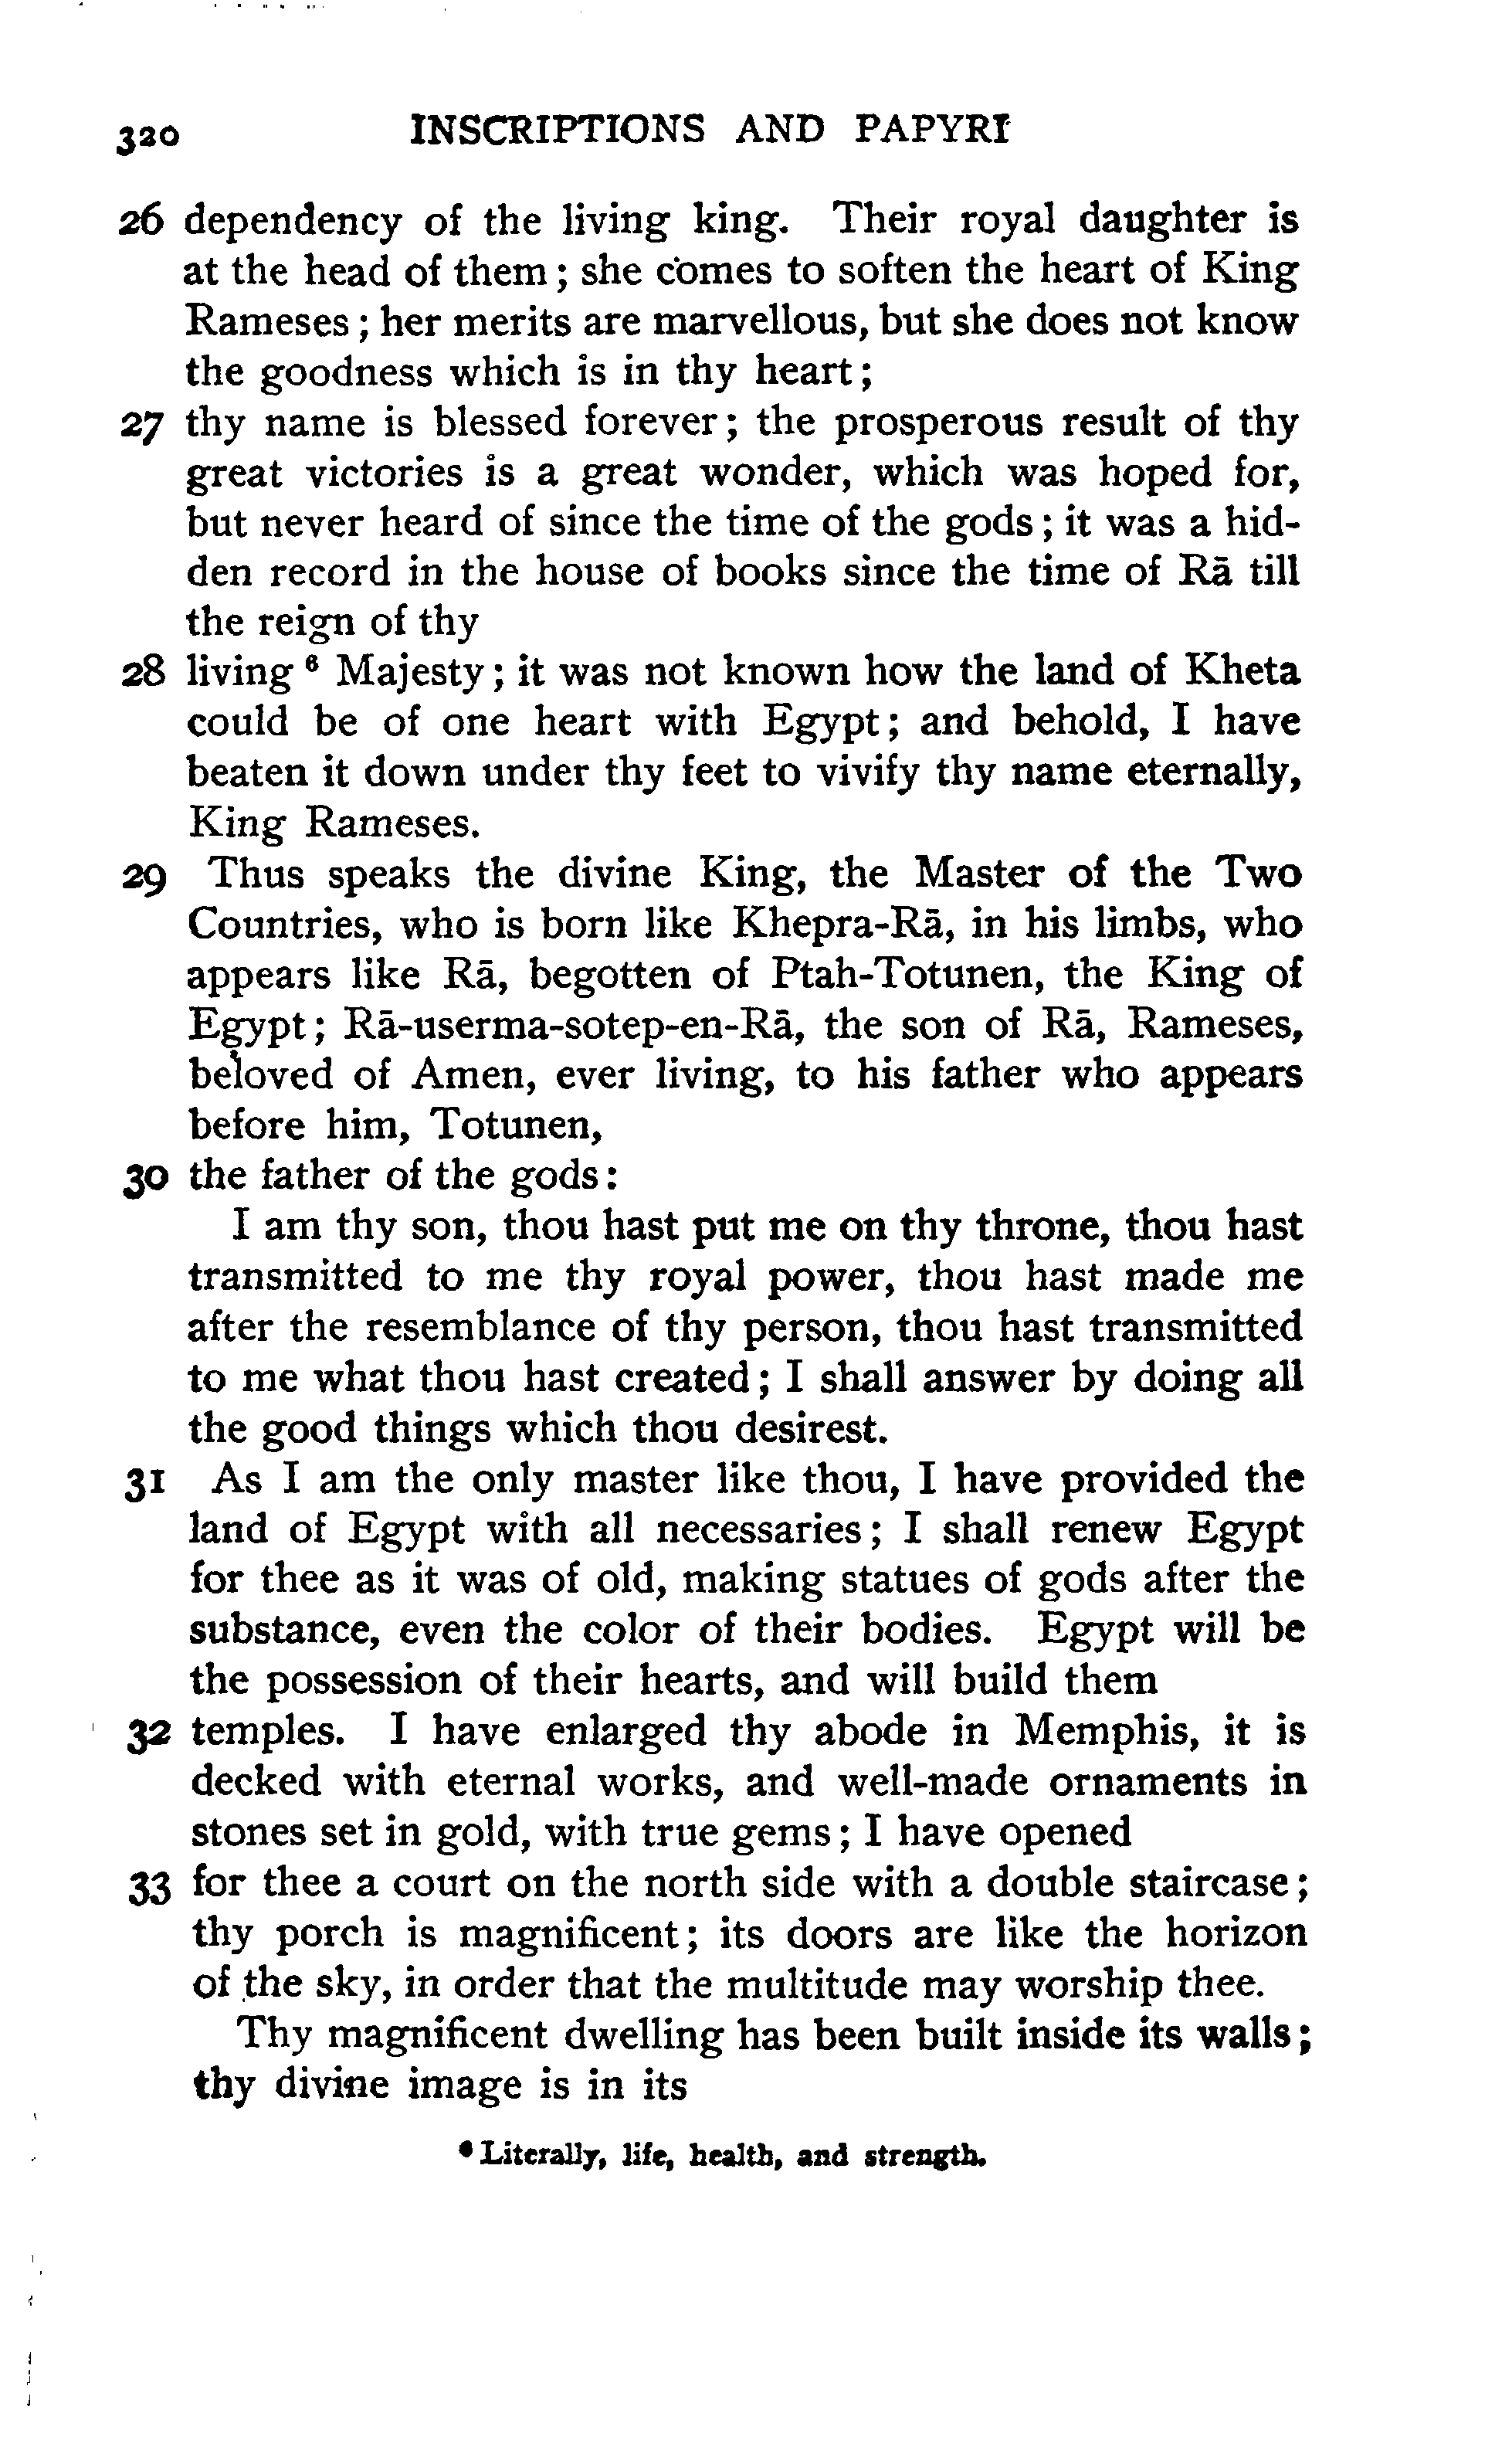 320 INSCRIPTIONS AND PAPYRI
26 dependency of the living king. Their royal daughter is
at the head of them; she comes to soften the heart of King
Rameses; her merits are marvellous, but she does not know
the goodness which is in thy heart;
27 thy name is blessed forever; the prosperous result of thy
great victories is a great wonder, which was hoped for,
but never heard of since the time of the gods; it was a hid-
den record in the house of books since the time of Rā till
the reign of thy
28 living ⁶ Majesty; it was not known how the land of Kheta
could be of one heart with Egypt; and behold, I have
beaten it down under thy feet to vivify thy name eternally,
King Rameses.
29 Thus speaks the divine King, the Master of the Two
Countries, who is born like Khepra-Rā, in his limbs, who
appears like Rā, begotten of Ptah-Totunen, the King of
Egypt; Rā-userma-sotep-en-Rā, the son of Rā, Rameses,
beloved of Amen, ever living, to his father who appears
before him, Totunen,
30 the father of the gods:
I am thy son, thou hast put me on thy throne, thou hast
transmitted to me thy royal power, thou hast made me
after the resemblance of thy person, thou hast transmitted
to me what thou hast created; I shall answer by doing all
the good things which thou desirest.
31 As I am the only master like thou, I have provided the
land of Egypt with all necessaries; I shall renew Egypt
for thee as it was of old, making statues of gods after the
substance, even the color of their bodies. Egypt will be
the possession of their hearts, and will build them
32 temples. I have enlarged thy abode in Memphis, it is
decked with eternal works, and well-made ornaments in
stones set in gold, with true gems; I have opened
33 for thee a court on the north side with a double staircase;
thy porch is magnificent; its doors are like the horizon
of the sky, in order that the multitude may worship thee.
Thy magnificent dwelling has been built inside its walls;
thy divine image is in its
⁶ Literally, life, health, and strength.